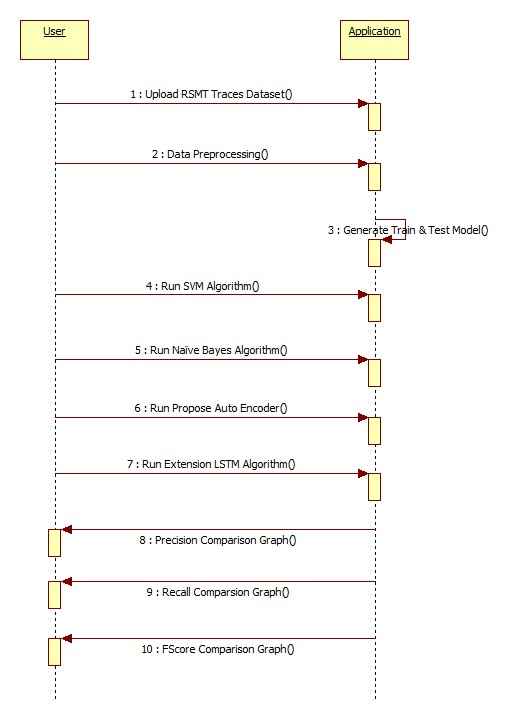 User
Application
1 : Upload RSMT Traces Dataset()
2 : Data Preprocessing()
3 : Generate Train & Test Model()
4 : Run SVM Algorithm()
5 : Run Naïve Bayes Algorithm()
6 : Run Propose Auto Encoder()
7 : Run Extension LSTM Algorithm()
8 : Precision Comparison Graph()
9 : Recall Comparsion Graph()
10 : FScore Comparison Graph()